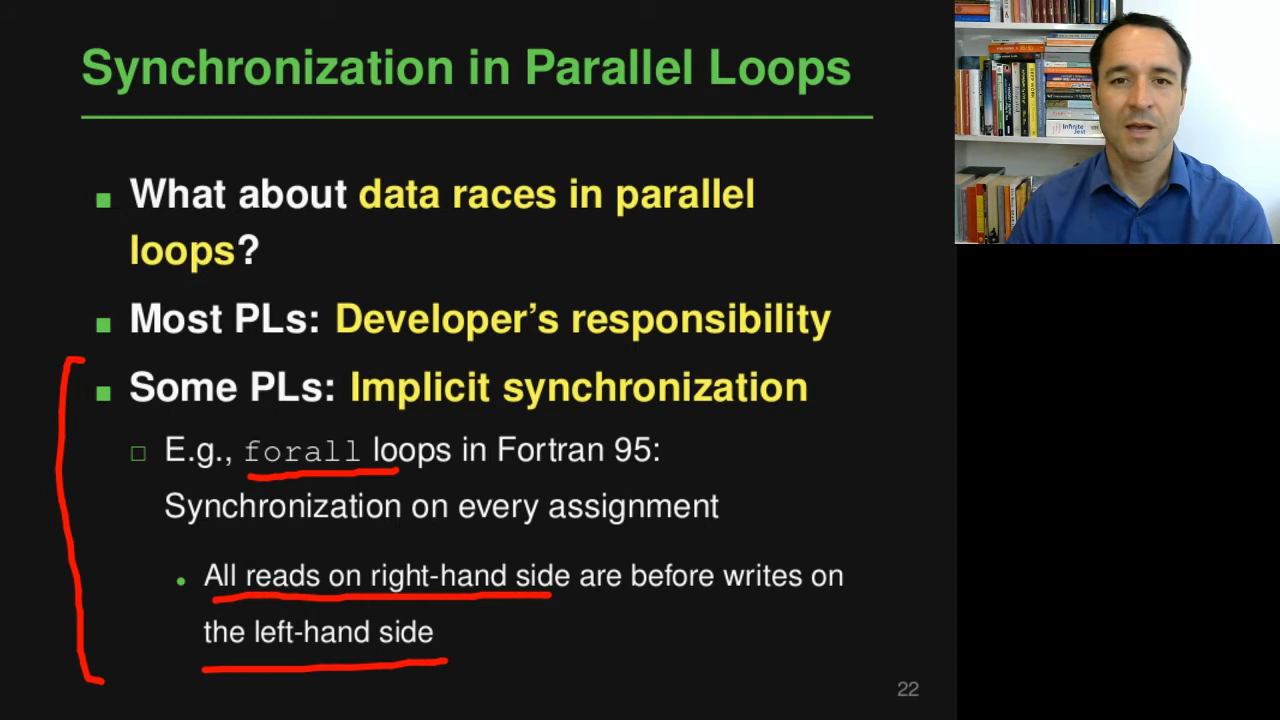 Synchronization in Parallel Loops
What about data races in parallel
loops?
Most PLs: Developer's responsibility
Some PLs: Implicit synchronization
E.g., forall loops in Fortran 95:
Synchronization on every assignment
All reads on right-hand side are before writes on
the left-hand side
22
Infinite
Jest